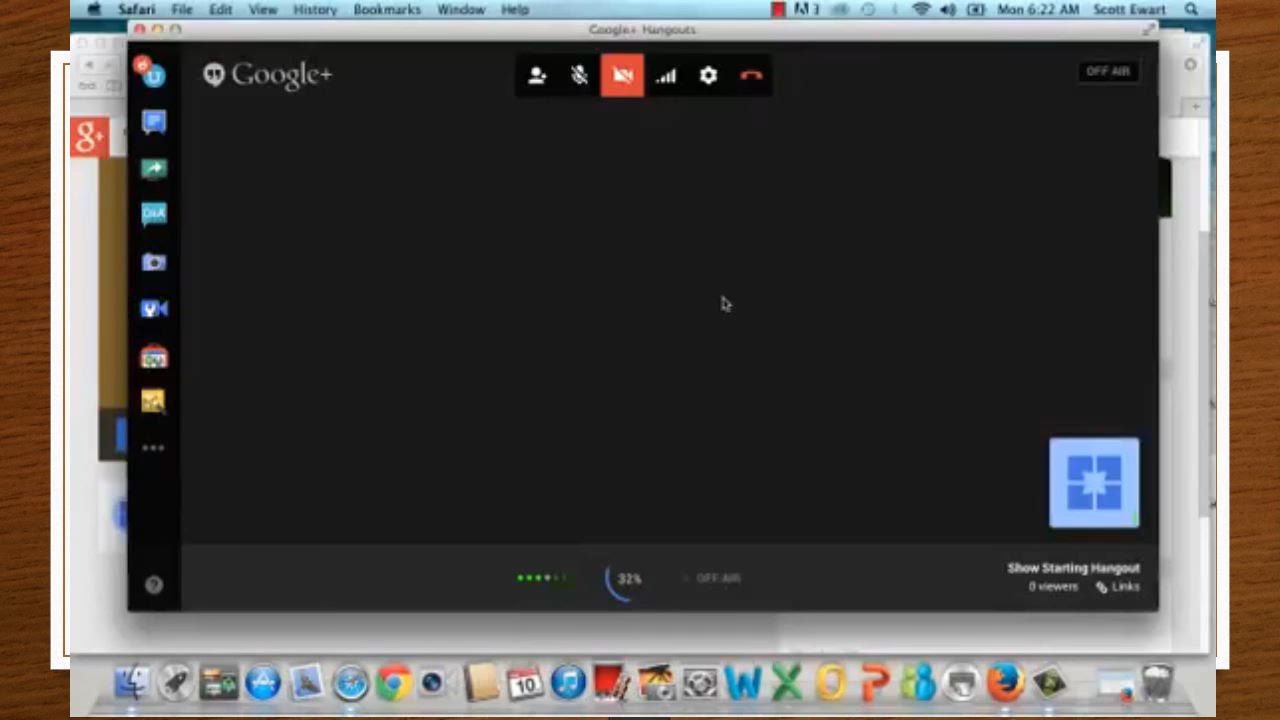 Safari File Edit View History Bookmarks Window Help
3 Mon 6:22 AM Scott Ewart
Google+ Hangouts
Google+
OFF AIR
g+
Q&A
32%
OFF AIR
Show Starting Hangout
0 viewers Links
10
W X O P